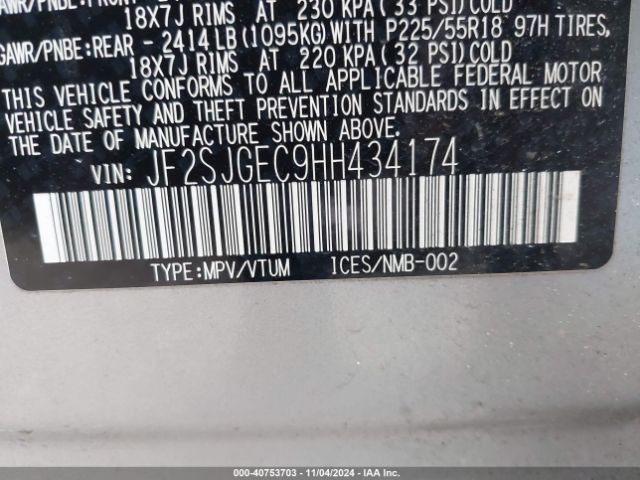 18X7J RIMS AT 230 KPA(33 PSI)COLD
GAWR/PNBE:REAR - 2414LB(1095KG)WITH P225/55R18 97H TIRES,
18X7J RIMS AT 220 KPA(32 PSI)COLD
THIS VEHICLE CONFORMS TO ALL APPLICABLE FEDERAL MOTOR
VEHICLE SAFETY AND THEFT PREVENTION STANDARDS IN EFFECT ON
THE DATE OF MANUFACTURE SHOWN ABOVE.
VIN: JF2SJGEC9HH434174
TYPE:MPV/VTUM ICES/NMB-002
000-40753703 - 11/04/2024 - IAA Inc.